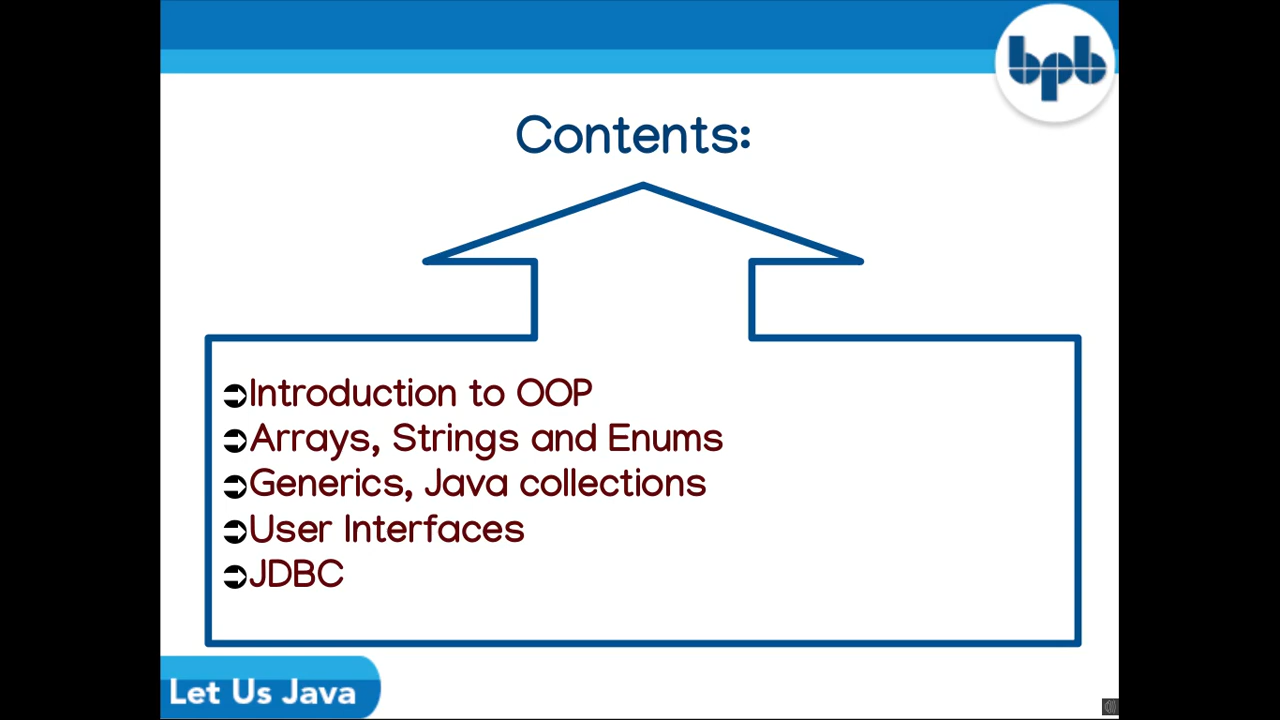 bpb
Contents:
Introduction to OOP
Arrays, Strings and Enums
Generics, Java collections
User Interfaces
JDBC
Let Us Java